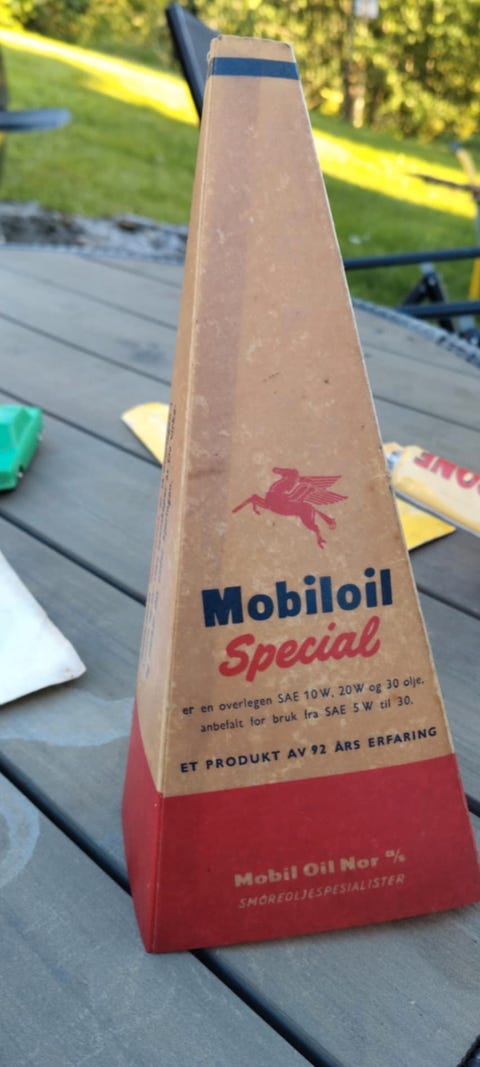 Mobiloil
Special
er en overlegen SAE 10W, 20W og 30 olje,
anbefalt for bruk fra SAE 5W til 30.
ET PRODUKT AV 92 ÅRS ERFARING
Mobil Oil Nor a/s
SMØREOLJESPESIALISTER